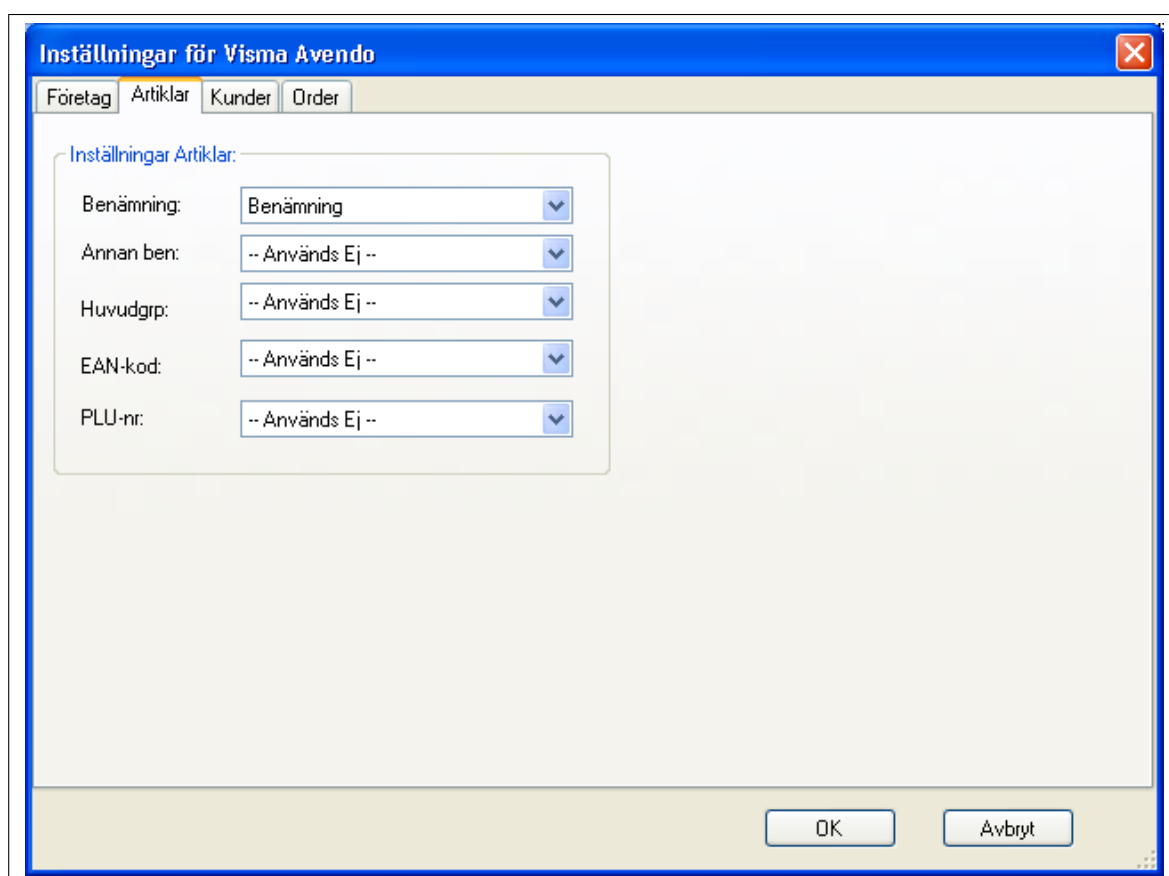 Inställningar för Visma Avendo
Företag Artiklar Kunder Order
Inställningar Artiklar:
Benämning: Benämning
Annan ben: -- Används Ej --
Huvudgrp: -- Används Ej --
EAN-kod: -- Används Ej --
PLU-nr: -- Används Ej --
OK Avbryt